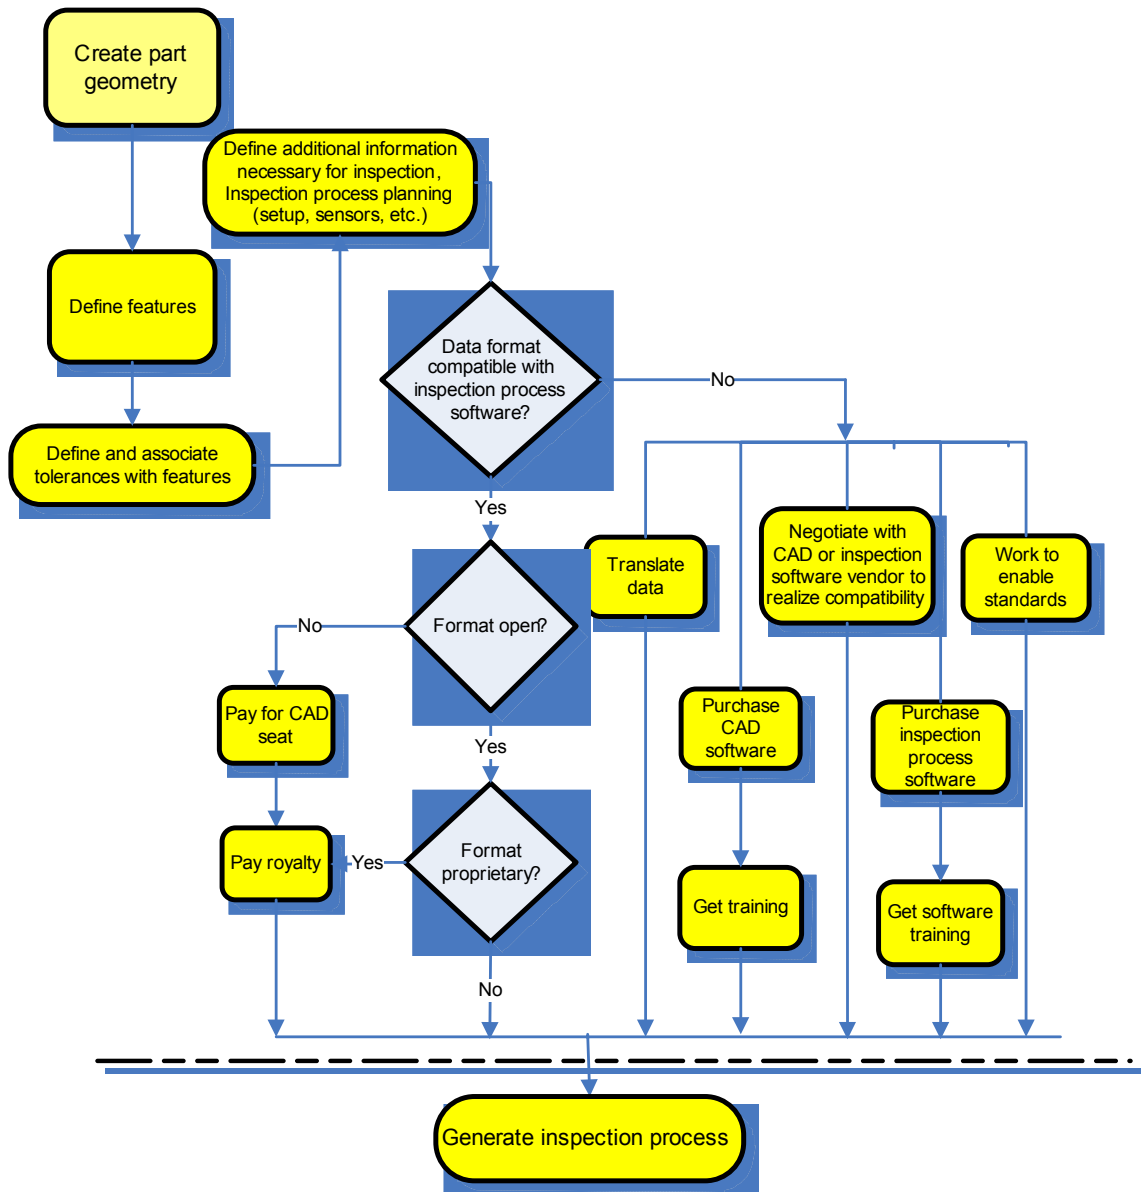 Create part
geometry
Define additional information
necessary for inspection,
Inspection process planning
(setup, sensors, etc.)
Define features
Define and associate
tolerances with features
Data format
compatible with
inspection process
software?
No
Yes
Translate
data
Negotiate with
CAD or inspection
software vendor to
realize compatibility
Work to
enable
standards
Format open?
No
Pay for CAD
seat
Purchase
CAD
software
Purchase
inspection
process
software
Yes
Pay royalty
Yes
Format
proprietary?
Get training
Get software
training
No
Generate inspection process